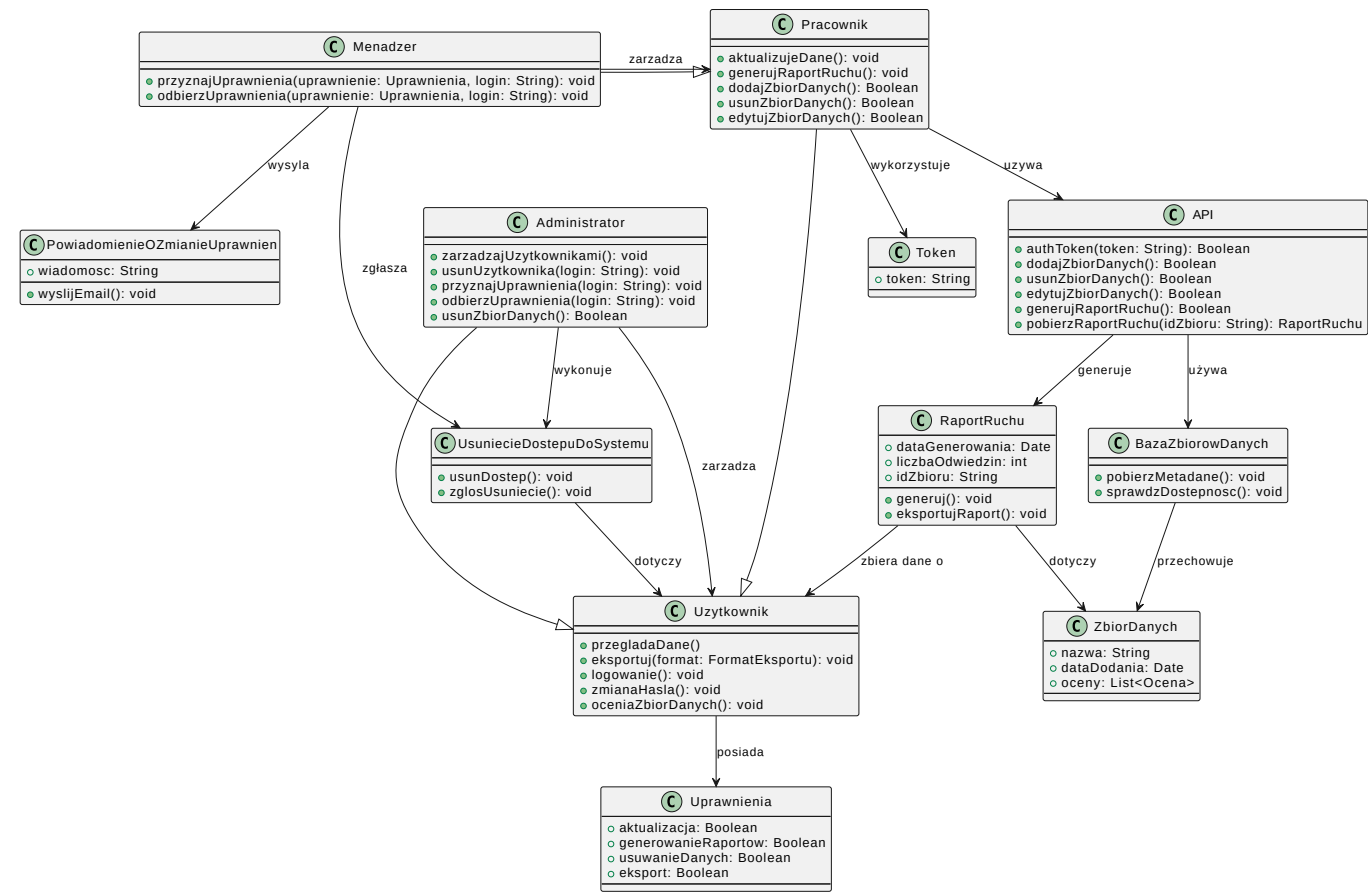 C Pracownik
aktualizujeDane(): void
generujRaportRuchu(): void
dodajZbiorDanych(): Boolean
usunZbiorDanych(): Boolean
edytujZbiorDanych(): Boolean
C Menadzer
przyznajUprawnienia(uprawnienie: Uprawnienia, login: String): void
odbierzUprawnienia(uprawnienie: Uprawnienia, login: String): void
zarzadza
wysyla
wykorzystuje
uzywa
C PowiadomienieOZmianieUprawnien
wiadomosc: String
wyslijEmail(): void
zgłasza
C Administrator
zarzadzajUzytkownikami(): void
usunUzytkownika(login: String): void
przyznajUprawnienia(login: String): void
odbierzUprawnienia(login: String): void
usunZbiorDanych(): Boolean
C Token
token: String
C API
authToken(token: String): Boolean
dodajZbiorDanych(): Boolean
usunZbiorDanych(): Boolean
edytujZbiorDanych(): Boolean
generujRaportRuchu(): Boolean
pobierzRaportRuchu(idZbioru: String): RaportRuchu
wykonuje
generuje
używa
C UsuniecieDostepuDoSystemu
usunDostep(): void
zglosUsuniecie(): void
zarzadza
C RaportRuchu
dataGenerowania: Date
liczbaOdwiedzin: int
idZbioru: String
generuj(): void
eksportujRaport(): void
C BazaZbiorowDanych
pobierzMetadane(): void
sprawdzDostepnosc(): void
dotyczy
zbiera dane o
dotyczy
przechowuje
C Uzytkownik
przegladaDane()
eksportuj(format: FormatEksportu): void
logowanie(): void
zmianaHasla(): void
oceniaZbiorDanych(): void
C ZbiorDanych
nazwa: String
dataDodania: Date
oceny: List<Ocena>
posiada
C Uprawnienia
aktualizacja: Boolean
generowanieRaportow: Boolean
usuwanieDanych: Boolean
eksport: Boolean